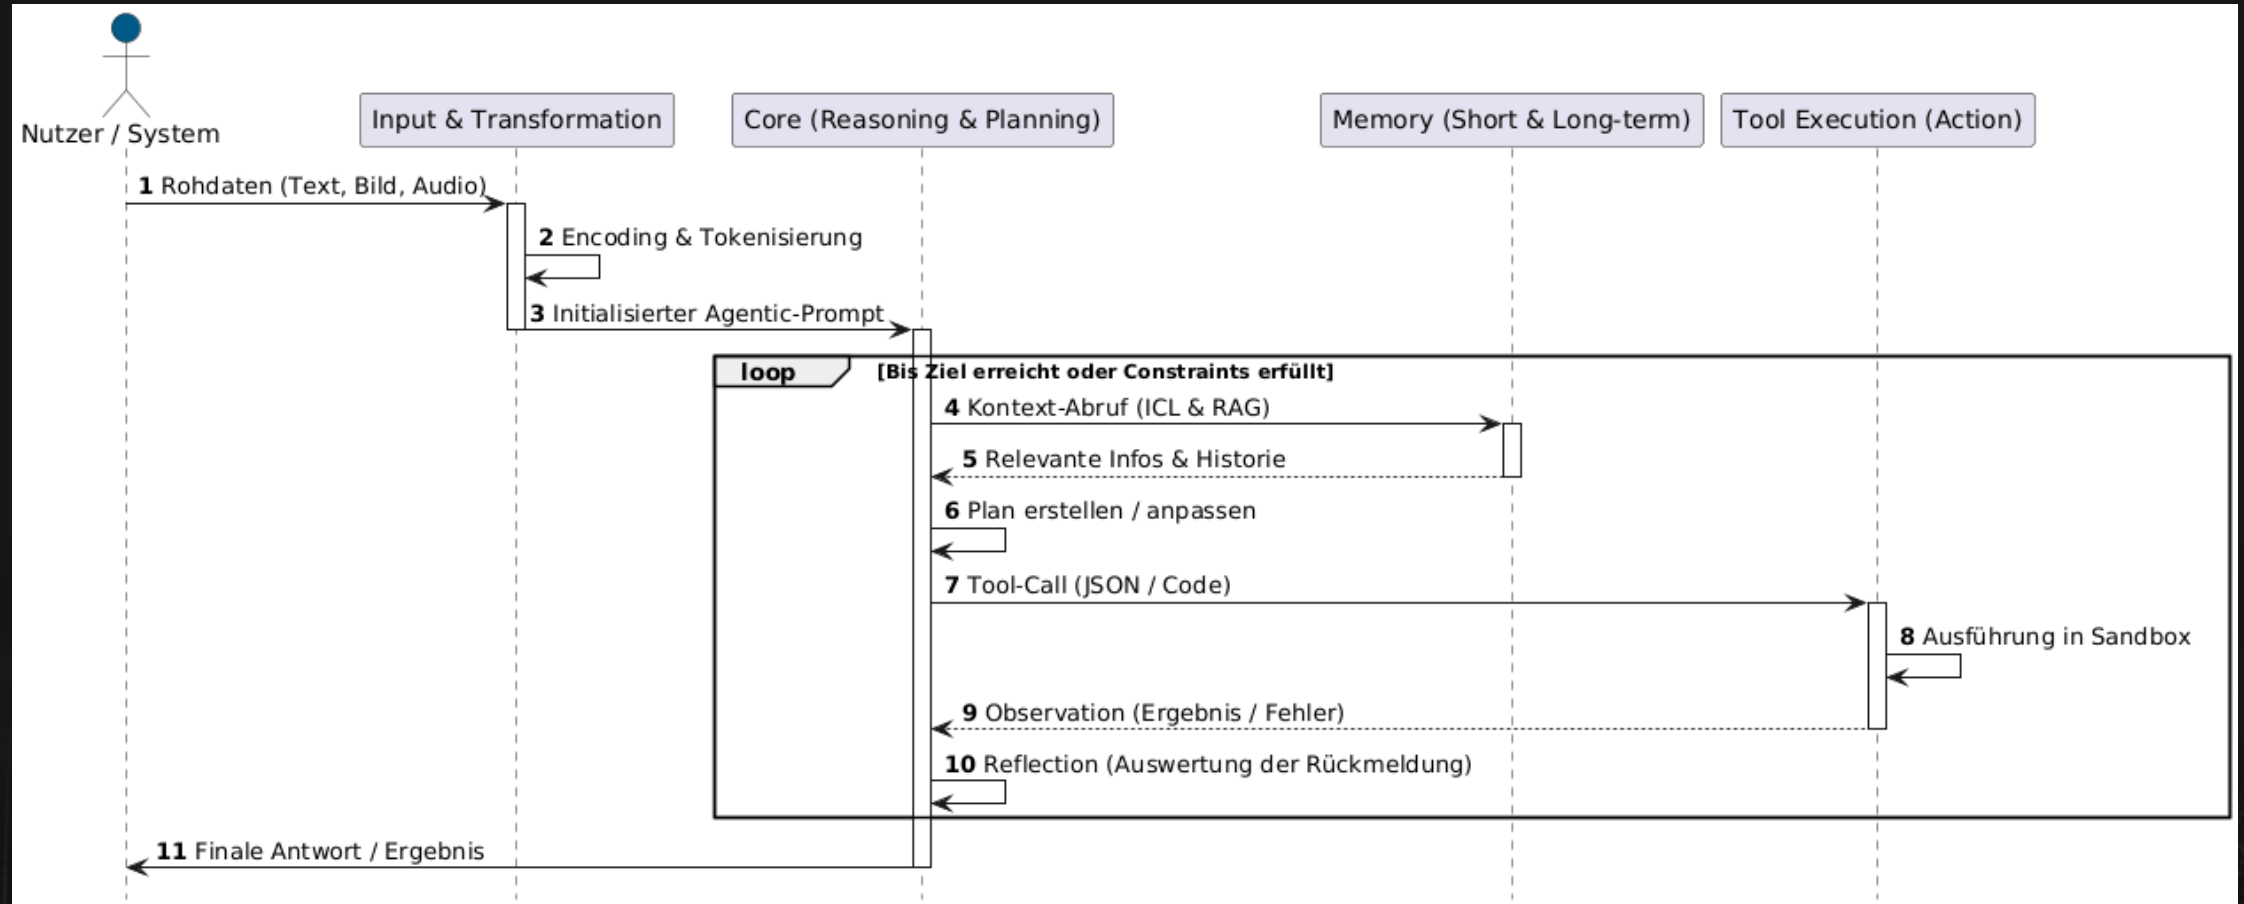 Nutzer / System
Input & Transformation
Core (Reasoning & Planning)
Memory (Short & Long-term)
Tool Execution (Action)
1 Rohdaten (Text, Bild, Audio)
2 Encoding & Tokenisierung
3 Initialisierter Agentic-Prompt
loop
[Bis Ziel erreicht oder Constraints erfüllt]
4 Kontext-Abruf (ICL & RAG)
5 Relevante Infos & Historie
6 Plan erstellen / anpassen
7 Tool-Call (JSON / Code)
8 Ausführung in Sandbox
9 Observation (Ergebnis / Fehler)
10 Reflection (Auswertung der Rückmeldung)
11 Finale Antwort / Ergebnis